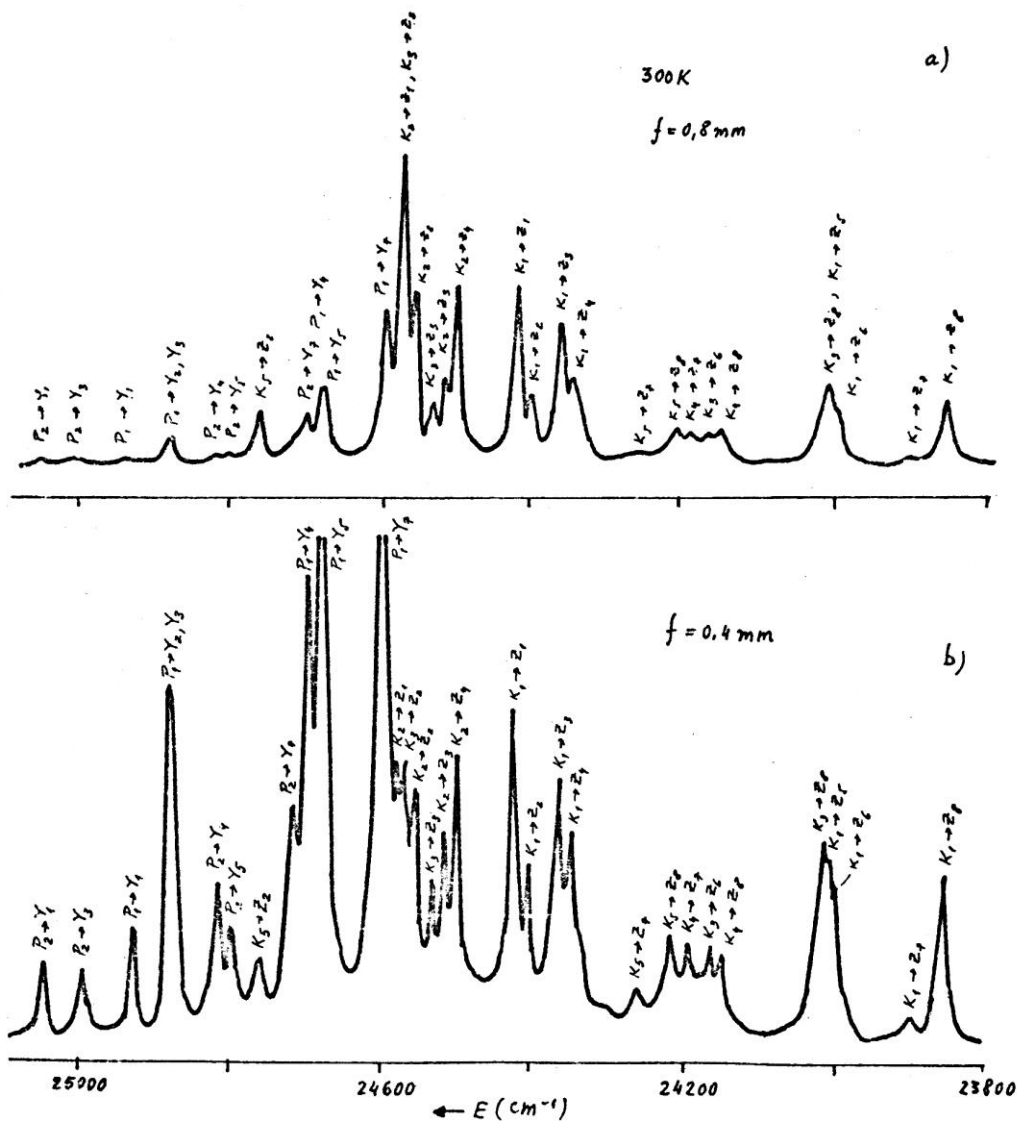 a)
300K
f = 0,8 mm
P₂→Y₁
P₂→Y₃
P₁→Y₁
P₁→Y₂,Y₃
P₂→Y₄
P₂→Y₅
K₅→Z₂
P₂→Y₇
P₁→Y₄
P₁→Y₅
P₁→Y₇
K₂→Z₁, K₃→Z₂
K₂→Z₂
K₃→Z₃
K₂→Z₃
K₂→Z₄
K₁→Z₁
K₁→Z₂
K₁→Z₃
K₁→Z₄
K₅→Z₇
K₅→Z₈
K₄→Z₇
K₃→Z₆
K₄→Z₈
K₃→Z₈, K₁→Z₅
K₁→Z₆
K₁→Z₇
K₁→Z₈
b)
f = 0.4 mm
P₂→Y₁
P₂→Y₃
P₁→Y₁
P₁→Y₂,Y₃
P₂→Y₄
P₂→Y₅
K₅→Z₂
P₂→Y₇
P₁→Y₄
P₁→Y₅
P₁→Y₇
K₂→Z₁
K₃→Z₂
K₂→Z₂
K₃→Z₃
K₂→Z₃
K₂→Z₄
K₁→Z₁
K₁→Z₂
K₁→Z₃
K₁→Z₄
K₅→Z₇
K₅→Z₈
K₄→Z₇
K₃→Z₆
K₄→Z₈
K₃→Z₈
K₁→Z₅
K₁→Z₆
K₁→Z₇
K₁→Z₈
25000 24600 24200 23800
← E (cm⁻¹)